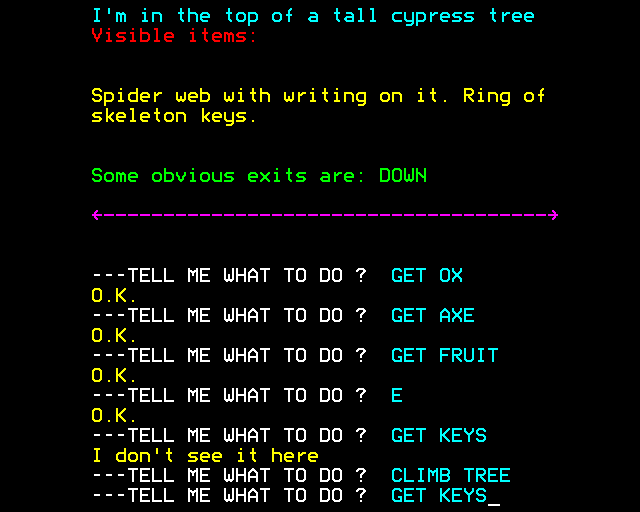 I'm in the top of a tall cypress tree
Visible items:
Spider web with writing on it. Ring of
skeleton keys.
Some obvious exits are: DOWN
<--------------------------------------->
---TELL ME WHAT TO DO ? GET OX
O.K.
---TELL ME WHAT TO DO ? GET AXE
O.K.
---TELL ME WHAT TO DO ? GET FRUIT
O.K.
---TELL ME WHAT TO DO ? E
O.K.
---TELL ME WHAT TO DO ? GET KEYS
I don't see it here
---TELL ME WHAT TO DO ? CLIMB TREE
---TELL ME WHAT TO DO ? GET KEYS_